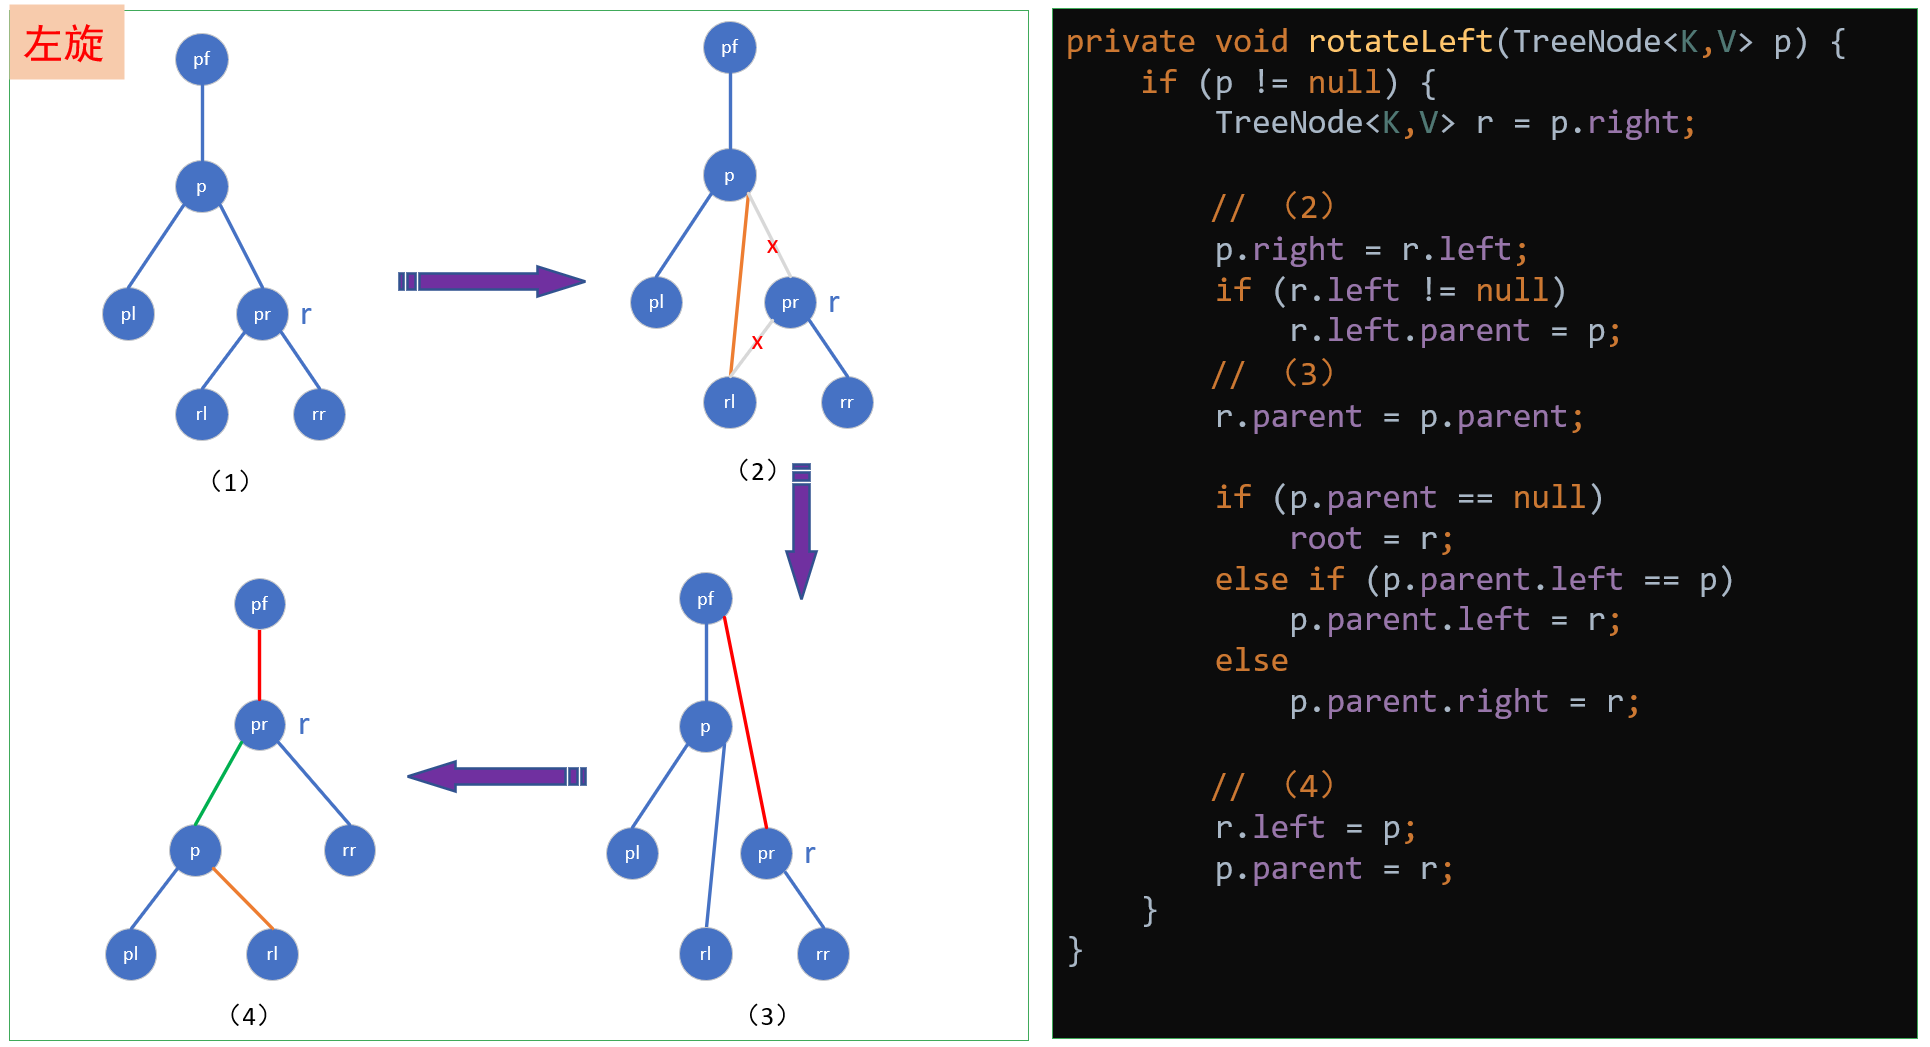 左旋
pf
p
pl
pr
r
rl
rr
（1）
pf
p
x
pl
pr
r
x
rl
rr
（2）
pf
p
pl
pr
r
rl
rr
（3）
pf
pr
r
p
rr
pl
rl
（4）
private void rotateLeft(TreeNode<K,V> p) {
if (p != null) {
TreeNode<K,V> r = p.right;
// （2）
p.right = r.left;
if (r.left != null)
r.left.parent = p;
// （3）
r.parent = p.parent;
if (p.parent == null)
root = r;
else if (p.parent.left == p)
p.parent.left = r;
else
p.parent.right = r;
// （4）
r.left = p;
p.parent = r;
}
}